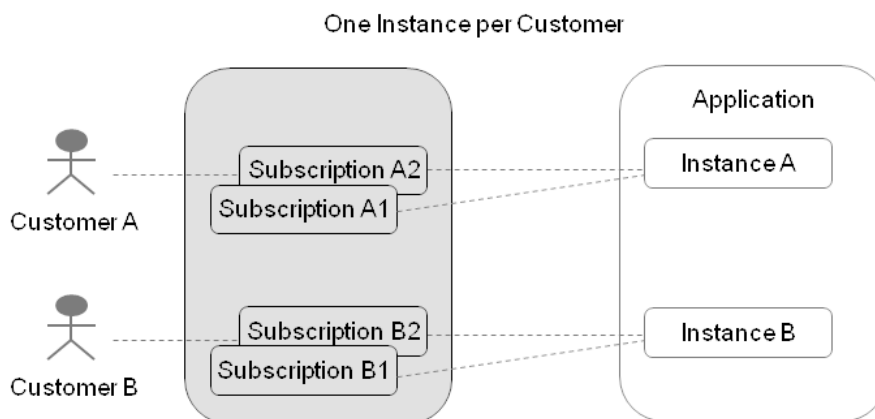 One Instance per Customer
Application
Subscription A2
Instance A
Subscription A1
Customer A
Subscription B2
Instance B
Subscription B1
Customer B